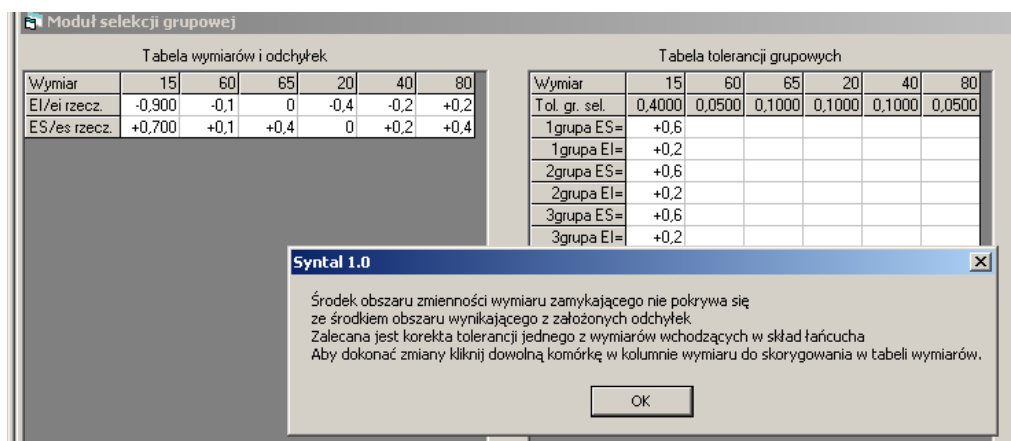 Moduł selekcji grupowej
Tabela wymiarów i odchyłek
Wymiar 15 60 65 20 40 80
EI/ei rzecz. -0,900 -0,1 0 -0,4 -0,2 +0,2
ES/es rzecz. +0,700 +0,1 +0,4 0 +0,2 +0,4
Tabela tolerancji grupowych
Wymiar 15 60 65 20 40 80
Tol. gr. sel. 0,4000 0,0500 0,1000 0,1000 0,1000 0,0500
1grupa ES= +0,6
1grupa EI= +0,2
2grupa ES= +0,6
2grupa EI= +0,2
3grupa ES= +0,6
3grupa EI= +0,2
Syntal 1.0
Środek obszaru zmienności wymiaru zamykającego nie pokrywa się
ze środkiem obszaru wynikającego z założonych odchyłek
Zalecana jest korekta tolerancji jednego z wymiarów wchodzących w skład łańcucha
Aby dokonać zmiany kliknij dowolną komórkę w kolumnie wymiaru do skorygowania w tabeli wymiarów.
OK